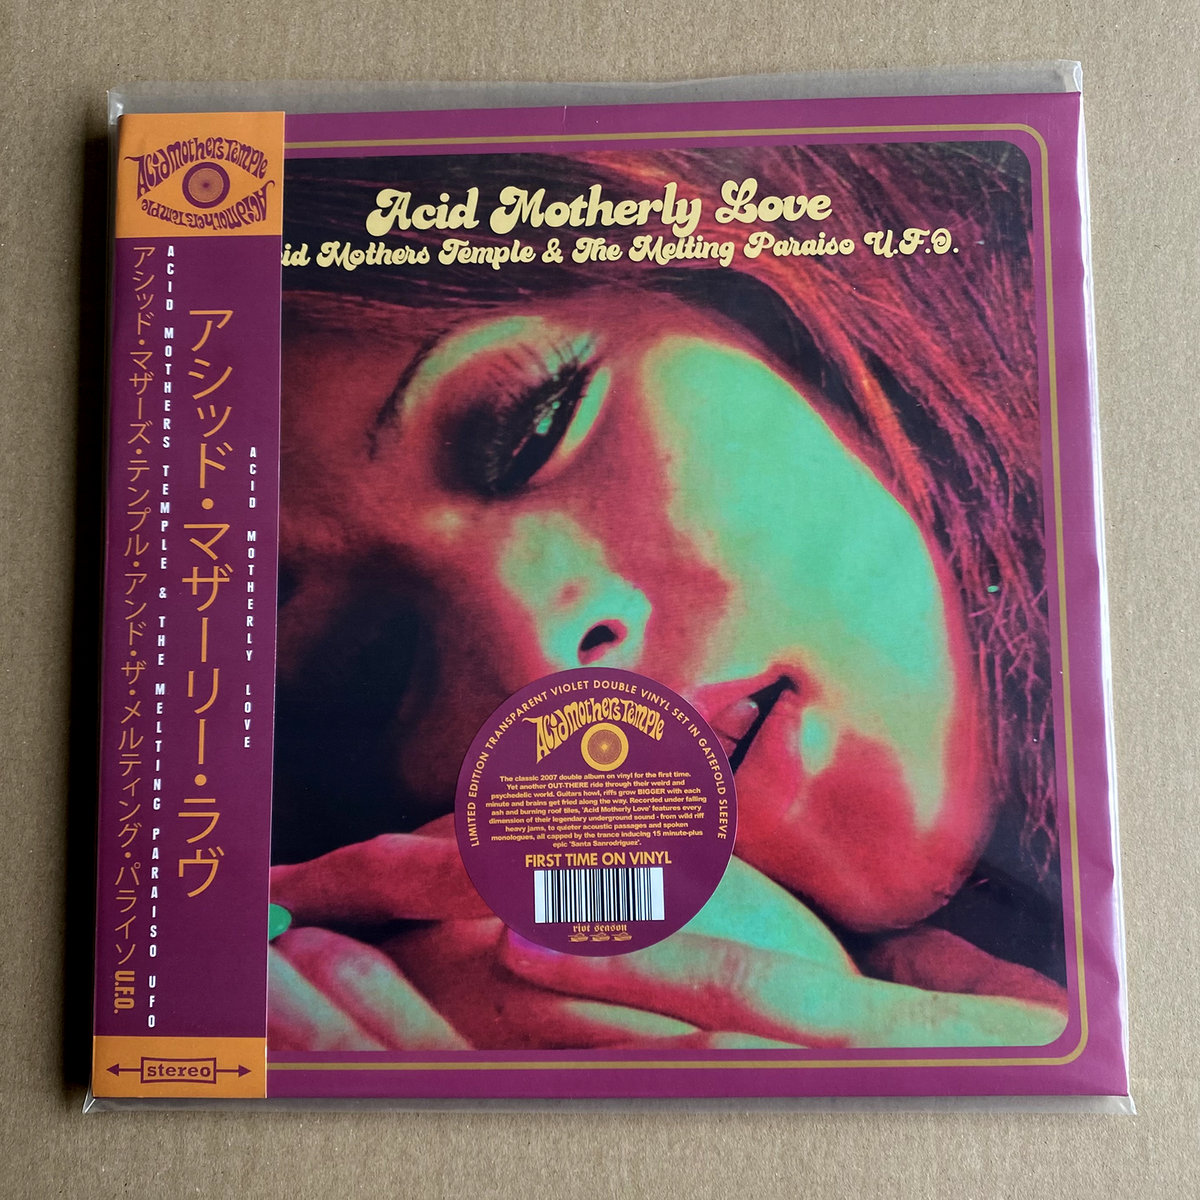 Acid Mothers Temple
Acid Mothers Temple
アシッド・マザーズ・テンプル・アンド・ザ・メルティング・パライソ U.F.O.
ACID MOTHERS TEMPLE & THE MELTING PARAISO UFO
アシッド・マザーリー・ラヴ
ACID MOTHERLY LOVE
stereo
Acid Motherly Love
id Mothers Temple & The Melting Paraiso U.F.O.
LIMITED EDITION TRANSPARENT VIOLET DOUBLE VINYL SET IN GATEFOLD SLEEVE
Acid Mothers Temple
The classic 2007 double album on vinyl for the first time.
Yet another OUT-THERE ride through their weird and
psychedelic world. Guitars howl, riffs grow BIGGER with each
minute and brains get fried along the way. Recorded under falling
ash and burning roof tiles, 'Acid Motherly Love' features every
dimension of their legendary underground sound - from wild riff
heavy jams, to quieter acoustic passages and spoken
monologues, all capped by the trance inducing 15 minute-plus
epic 'Santa Sanrodriguez'.
FIRST TIME ON VINYL
riot season